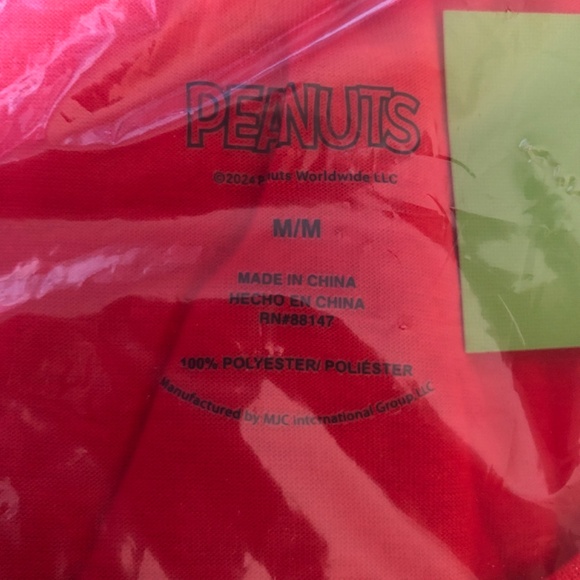 PEANUTS
©2024 Peanuts Worldwide LLC
M/M
MADE IN CHINA
HECHO EN CHINA
RN#88147
100% POLYESTER/ POLIÉSTER
Manufactured by MJC International Group, LLC